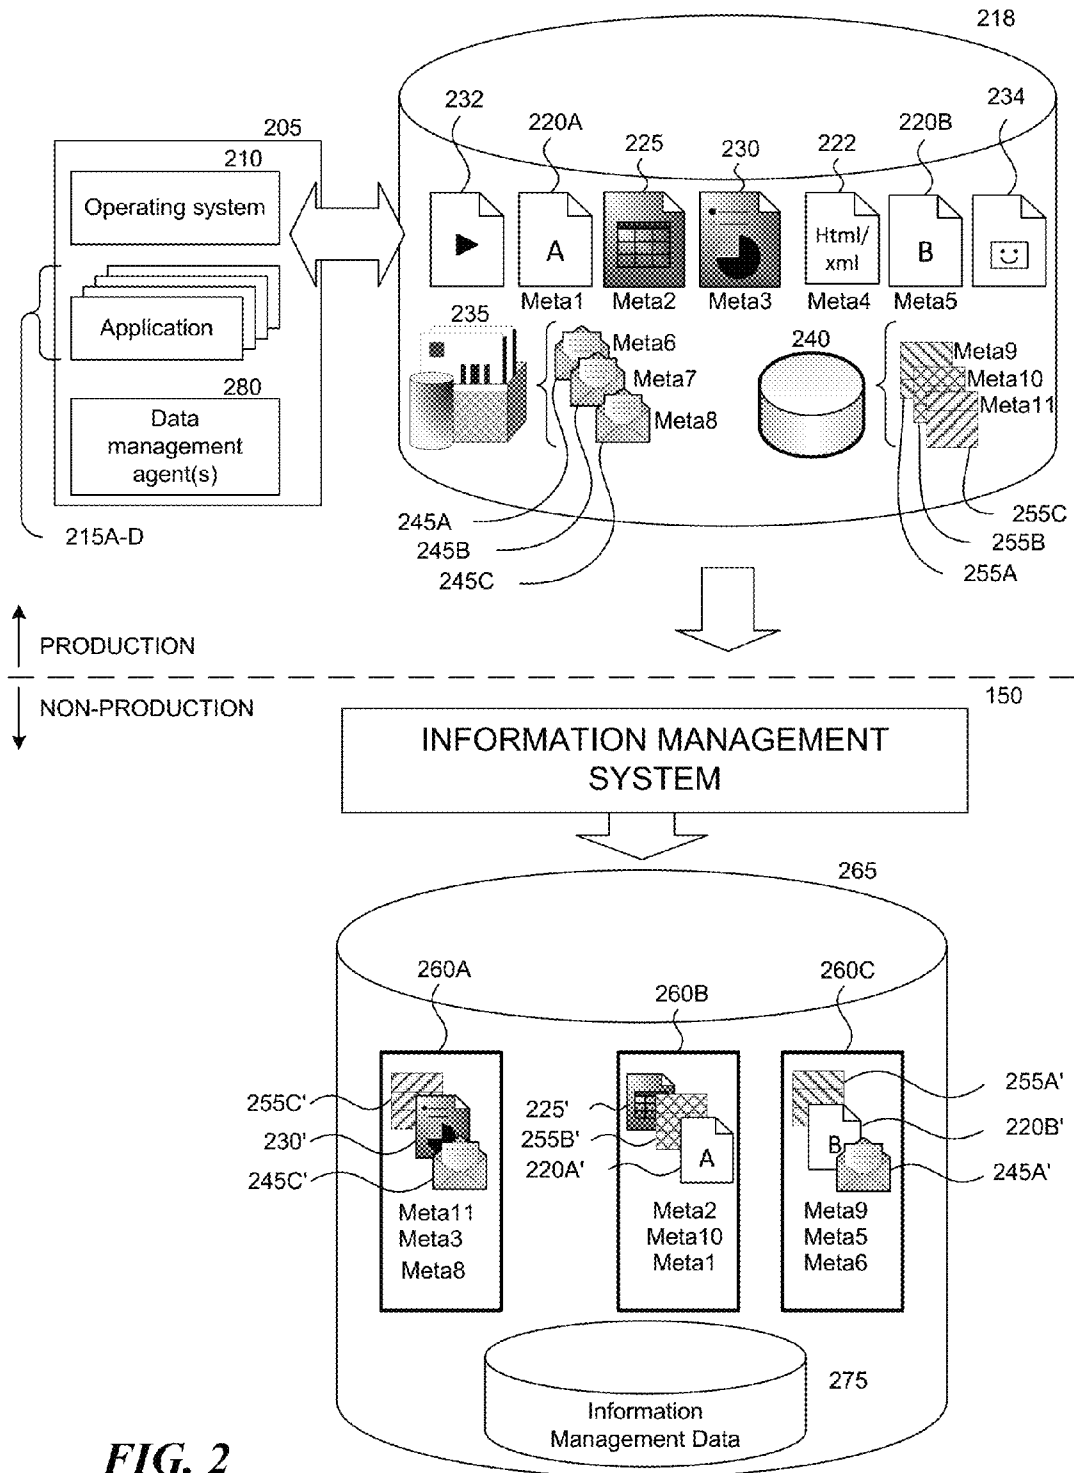 218
232
220A
225
230
222
220B
234
205
210
Operating system
Application
280
Data
management
agent(s)
215A-D
A
Html/
xml
B
Meta1
Meta2
Meta3
Meta4
Meta5
235
Meta6
Meta7
Meta8
240
Meta9
Meta10
Meta11
245A
245B
245C
255C
255B
255A
PRODUCTION
NON-PRODUCTION
150
INFORMATION MANAGEMENT
SYSTEM
265
260A
260B
260C
255C'
230'
245C'
225'
255B'
220A'
A
B
255A'
220B'
245A'
Meta11
Meta3
Meta8
Meta2
Meta10
Meta1
Meta9
Meta5
Meta6
275
Information
Management Data
FIG. 2